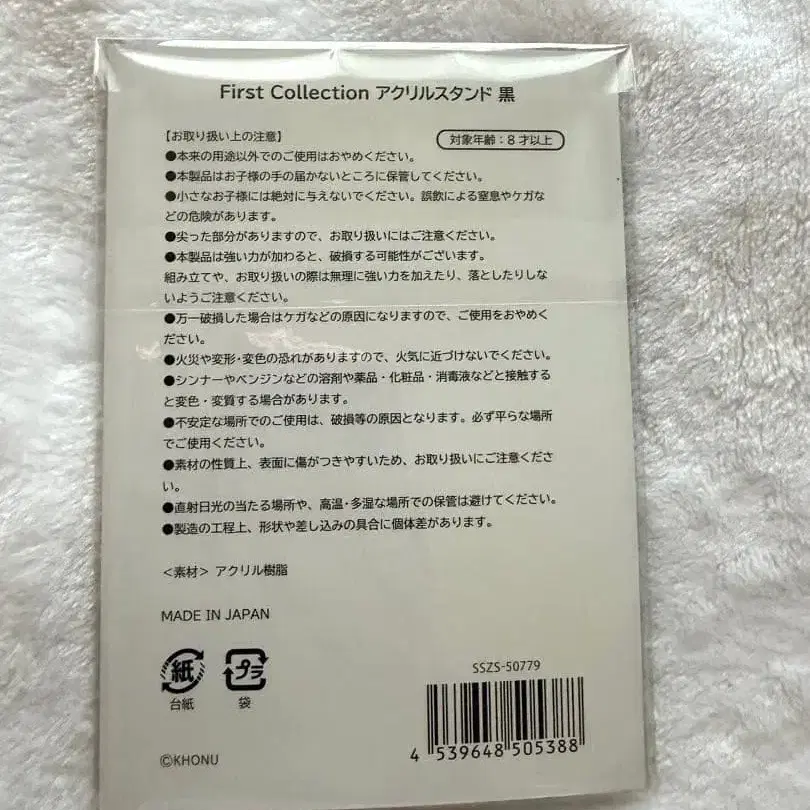 First Collection アクリルスタンド 黒
【お取り扱い上の注意】
対象年齢：8才以上
●本来の用途以外でのご使用はおやめください。
●本製品はお子様の手の届かないところに保管してください。
●小さなお子様には絶対に与えないでください。誤飲による窒息やケガな
どの危険があります。
●尖った部分がありますので、お取り扱いにはご注意ください。
●本製品は強い力が加わると、破損する可能性がございます。
組み立てや、お取り扱いの際は無理に強い力を加えたり、落としたりしな
いようご注意ください。
●万一破損した場合はケガなどの原因になりますので、ご使用をおやめく
ださい。
●火災や変形・変色の恐れがありますので、火気に近づけないでください。
●シンナーやベンジンなどの溶剤や薬品・化粧品・消毒液などと接触する
と変色・変質する場合があります。
●不安定な場所でのご使用は、破損等の原因となります。必ず平らな場所
でご使用ください。
●素材の性質上、表面に傷がつきやすいため、お取り扱いにご注意くださ
い。
●直射日光の当たる場所や、高温・多湿な場所での保管は避けてください。
●製造の工程上、形状や差し込みの具合に個体差があります。
＜素材＞ アクリル樹脂
MADE IN JAPAN
紙
プラ
台紙
袋
SSZS-50779
4 539648 505388
©KHONU